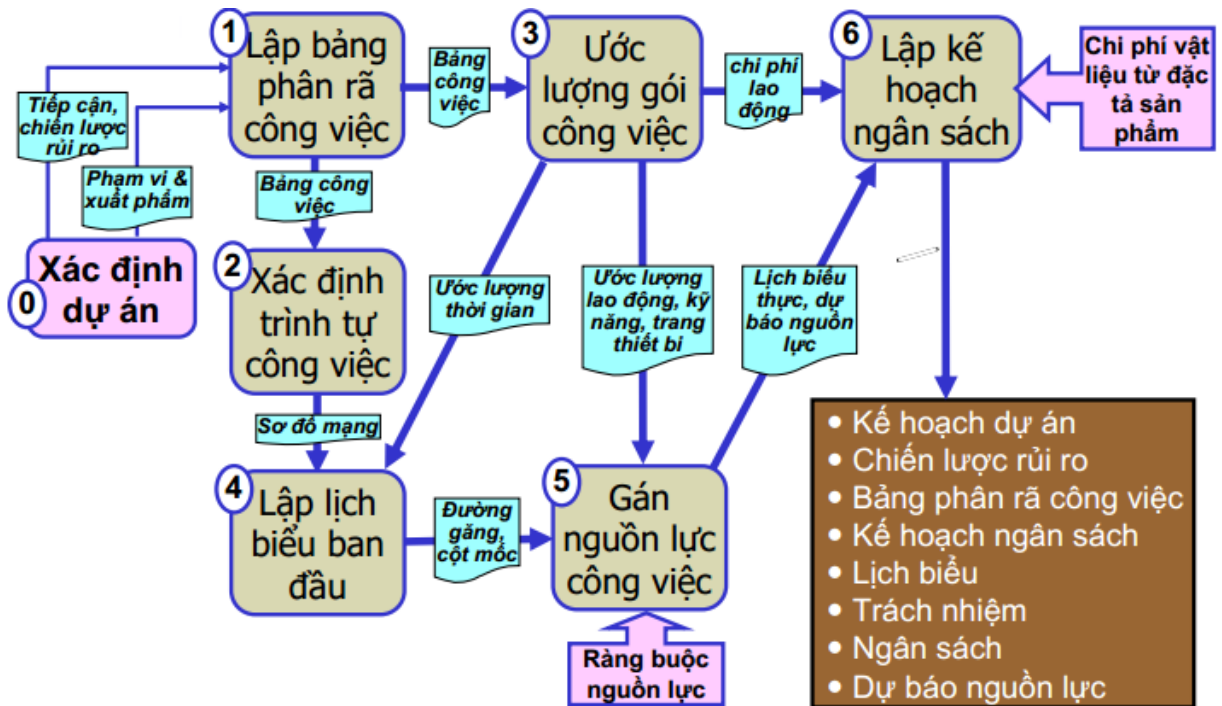 1
Lập bảng
phân rã
công việc
Bảng
công
việc
3
Ước
lượng gói
công việc
chi phí
lao
động
6
Lập kế
hoạch
ngân sách
Chi phí vật
liệu từ đặc
tả sản
phẩm
Tiếp cận,
chiến lược
rủi ro
Phạm vi &
xuất phẩm
Bảng công
việc
0
Xác định
dự án
2
Xác định
trình tự
công việc
Ước lượng
thời gian
Ước lượng
lao động, kỹ
năng, trang
thiết bi
Lịch biểu
thực, dự
báo nguồn
lực
Sơ đồ mạng
4
Lập lịch
biểu ban
đầu
Đường
găng,
cột mốc
5
Gán
nguồn lực
công việc
Ràng buộc
nguồn lực
• Kế hoạch dự án
• Chiến lược rủi ro
• Bảng phân rã công việc
• Kế hoạch ngân sách
• Lịch biểu
• Trách nhiệm
• Ngân sách
• Dự báo nguồn lực